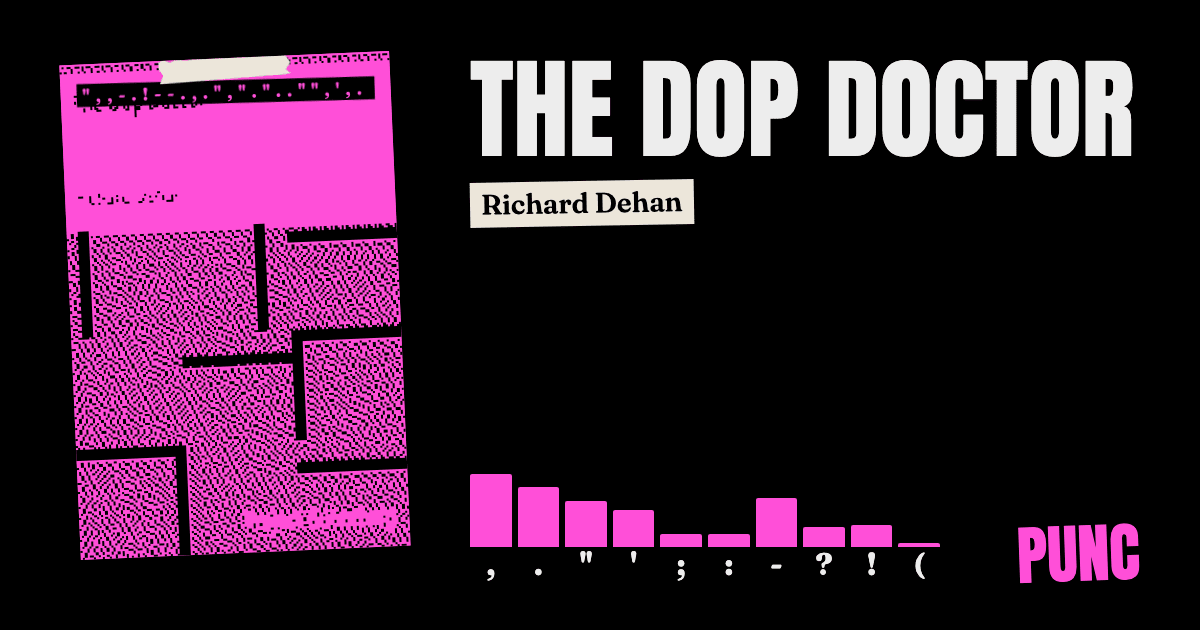 ",,-.!--.,.",".".."",',.
THE DOP DOCTOR
Richard Dehan
, . " ' ; : - ? ! (
PUNC